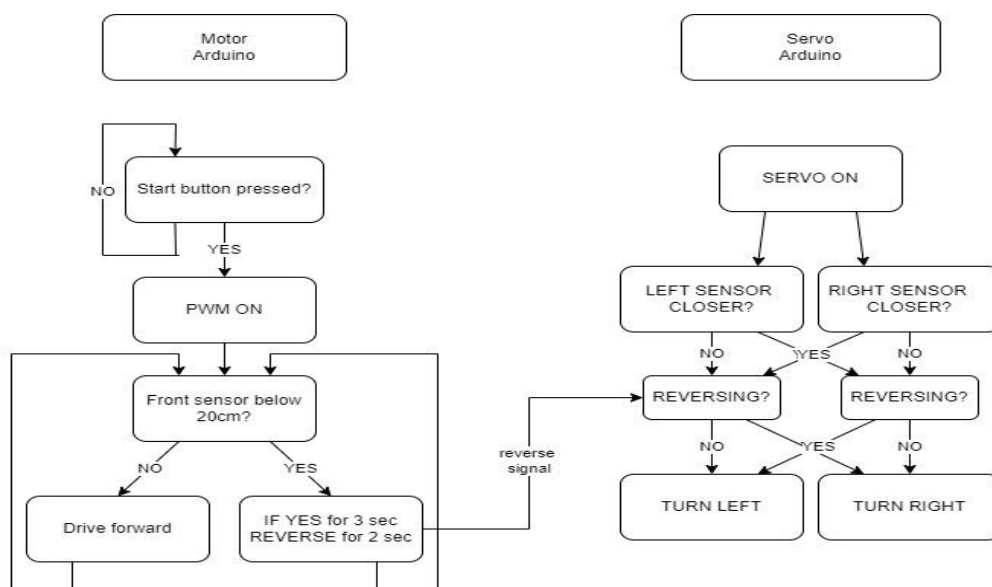 Motor
Arduino
Servo
Arduino
Start button pressed?
NO
YES
PWM ON
Front sensor below
20cm?
NO
YES
Drive forward
IF YES for 3 sec
REVERSE for 2 sec
reverse
signal
SERVO ON
LEFT SENSOR
CLOSER?
RIGHT SENSOR
CLOSER?
NO
YES
NO
REVERSING?
REVERSING?
NO
YES
NO
TURN LEFT
TURN RIGHT